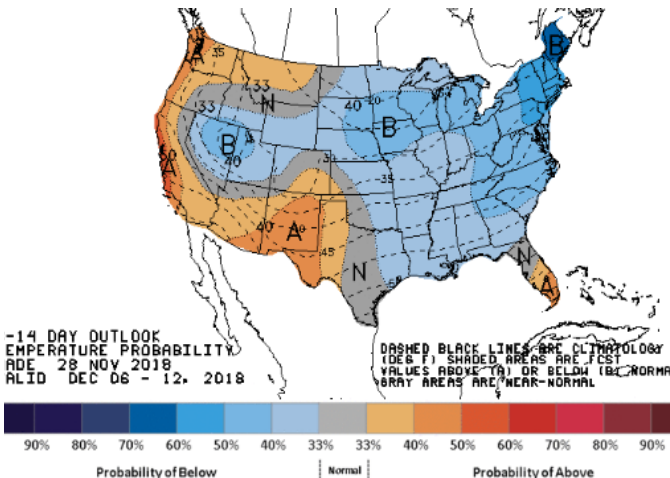 B
A
35
33
33
N
40
B
B
40
A
35
A
40
45
N
N
A
-14 DAY OUTLOOK
EMPERATURE PROBABILITY
ADE 28 NOV 2018
ALID DEC 06 - 12, 2018
DASHED BLACK LINES ARE CLIMATOLOGY
(DEG F) SHADED AREAS ARE FCST
VALUES ABOVE (A) OR BELOW (B) NORMA
GRAY AREAS ARE NEAR-NORMAL
90% 80% 70% 60% 50% 40% 33% 33% 40% 50% 60% 70% 80% 90%
Probability of Below Normal Probability of Above